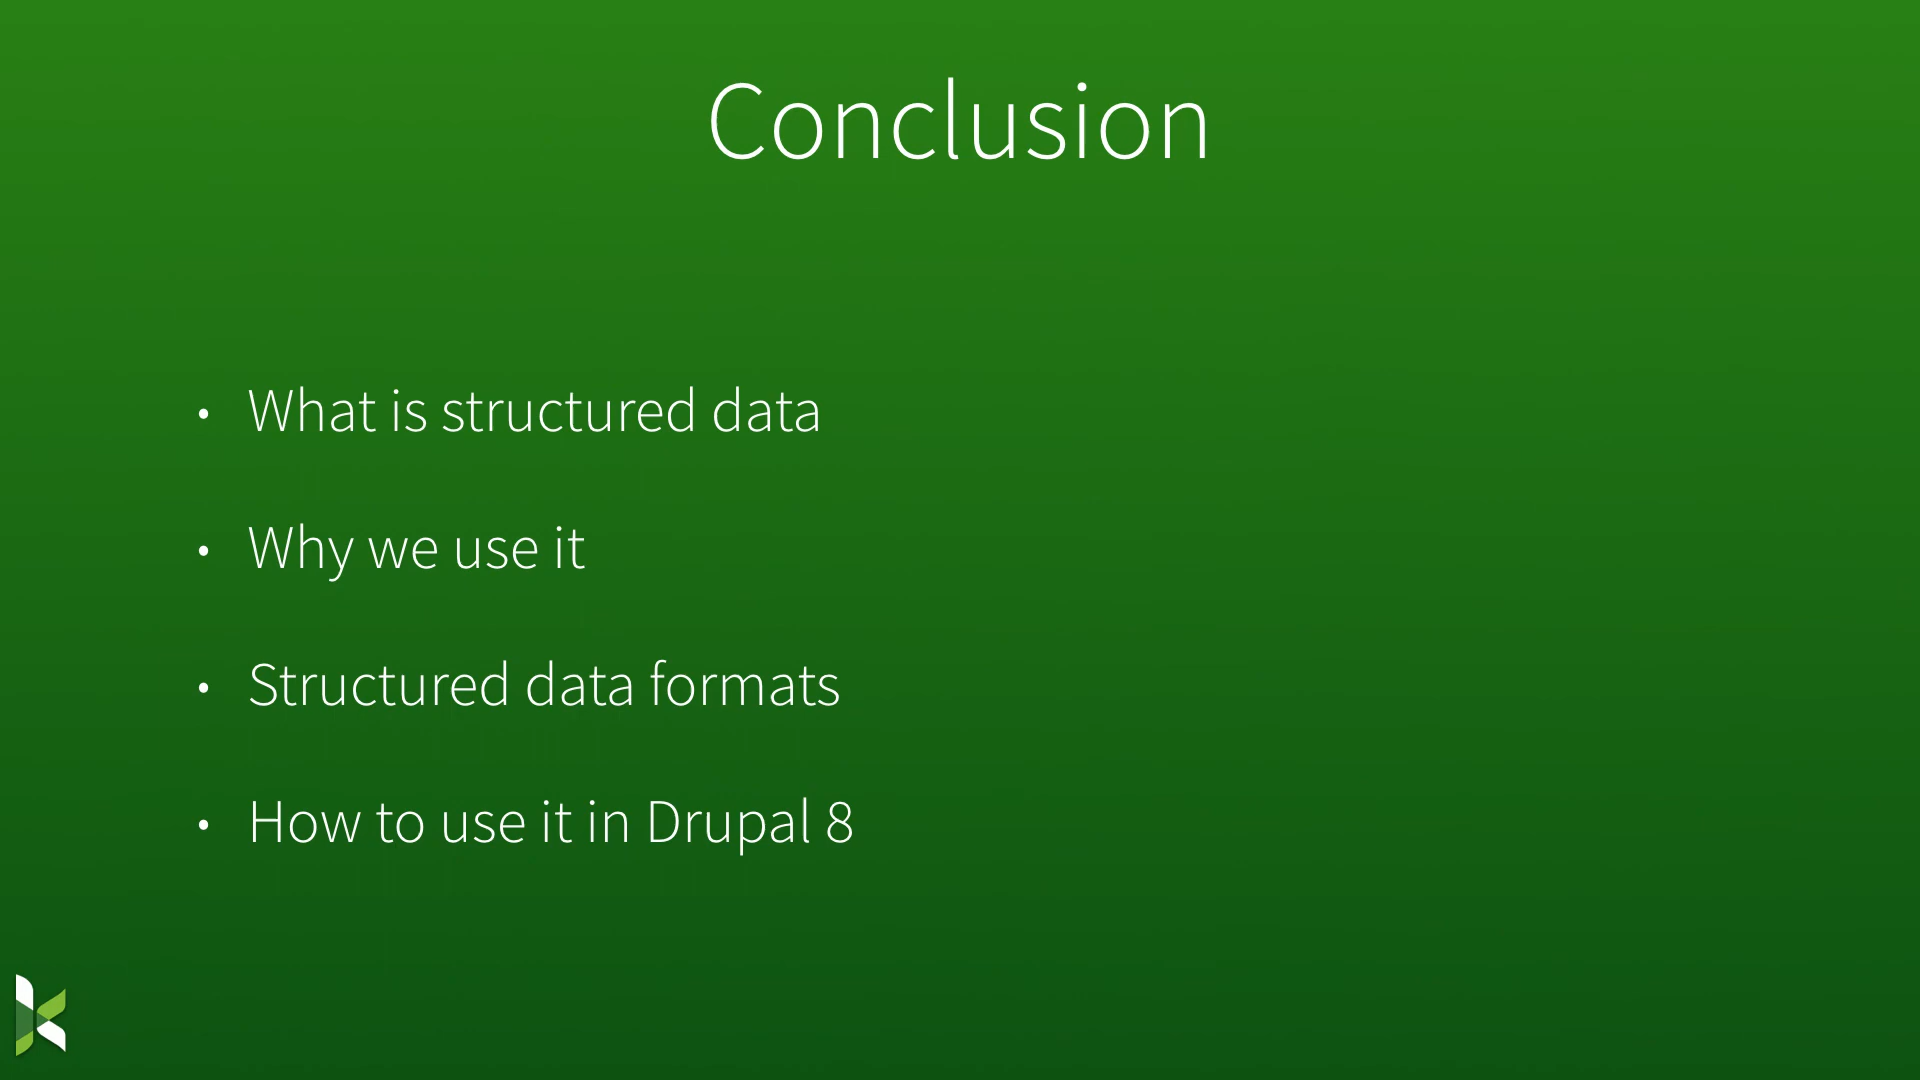 Conclusion
• What is structured data
• Why we use it
• Structured data formats
• How to use it in Drupal 8